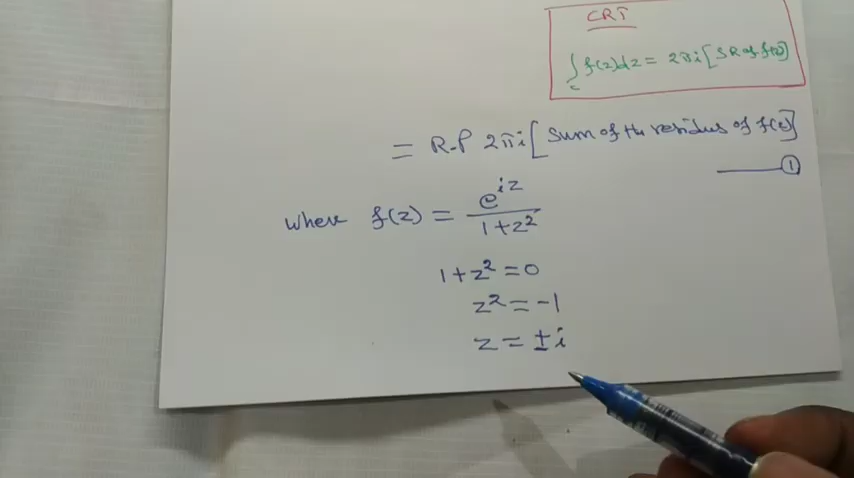 CRT
∫_c f(z)dz = 2πi[SR of f(z)]
= R.P 2πi[Sum of the residues of f(z)]
——— ①
where f(z) = e^{iz} / 1+z²
1+z² = 0
z² = -1
z = ±i